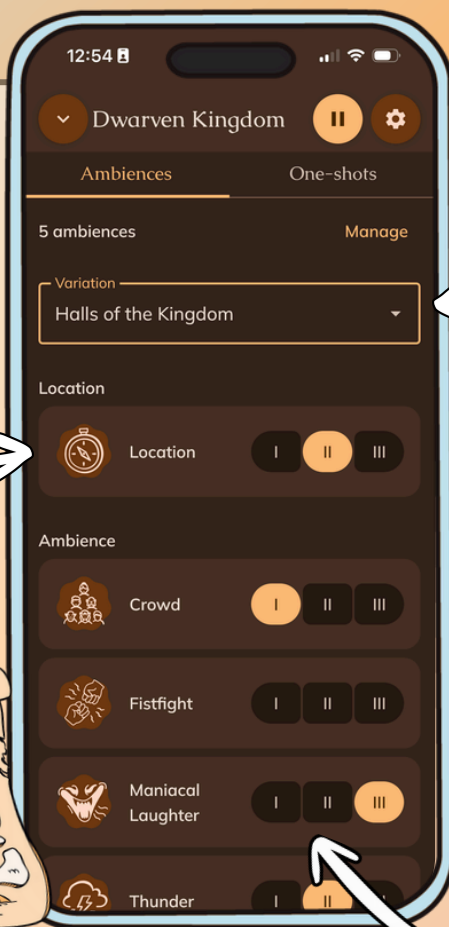 12:54
Dwarven Kingdom
Ambiences One-shots
5 ambiences Manage
Variation
Halls of the Kingdom
Location
Location I II III
Ambience
Crowd I II III
Fistfight I II III
Maniacal
Laughter I II III
Thunder I II III